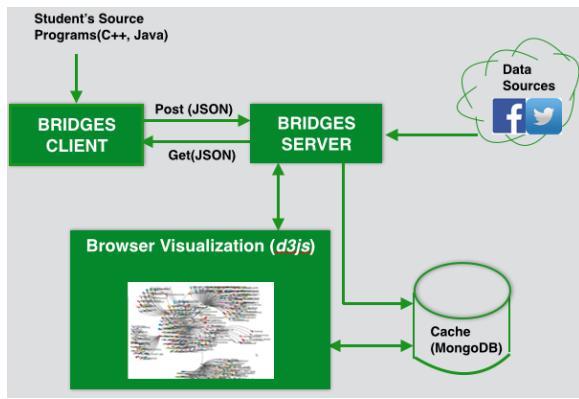 Student's Source
Programs(C++, Java)
Data
Sources
Post (JSON)
BRIDGES
CLIENT
BRIDGES
SERVER
Get(JSON)
Browser Visualization (d3js)
Cache
(MongoDB)